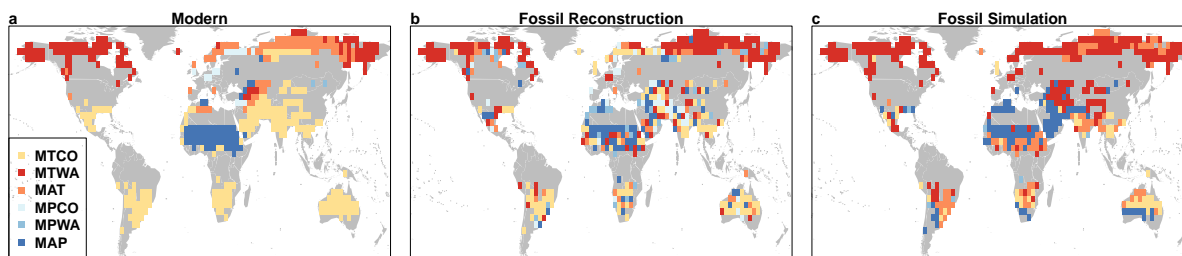 a Modern
b Fossil Reconstruction
c Fossil Simulation
MTCO
MTWA
MAT
MPCO
MPWA
MAP